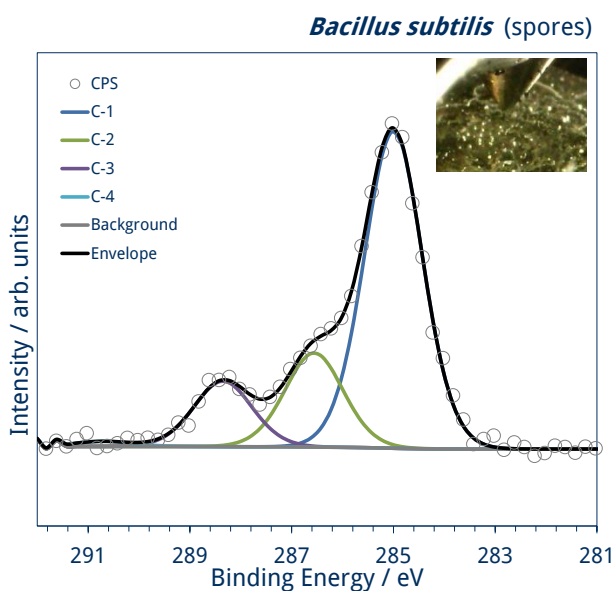 Bacillus subtilis (spores)
CPS
C-1
C-2
C-3
C-4
Background
Envelope
Intensity / arb. units
291 289 287 285 283 281
Binding Energy / eV